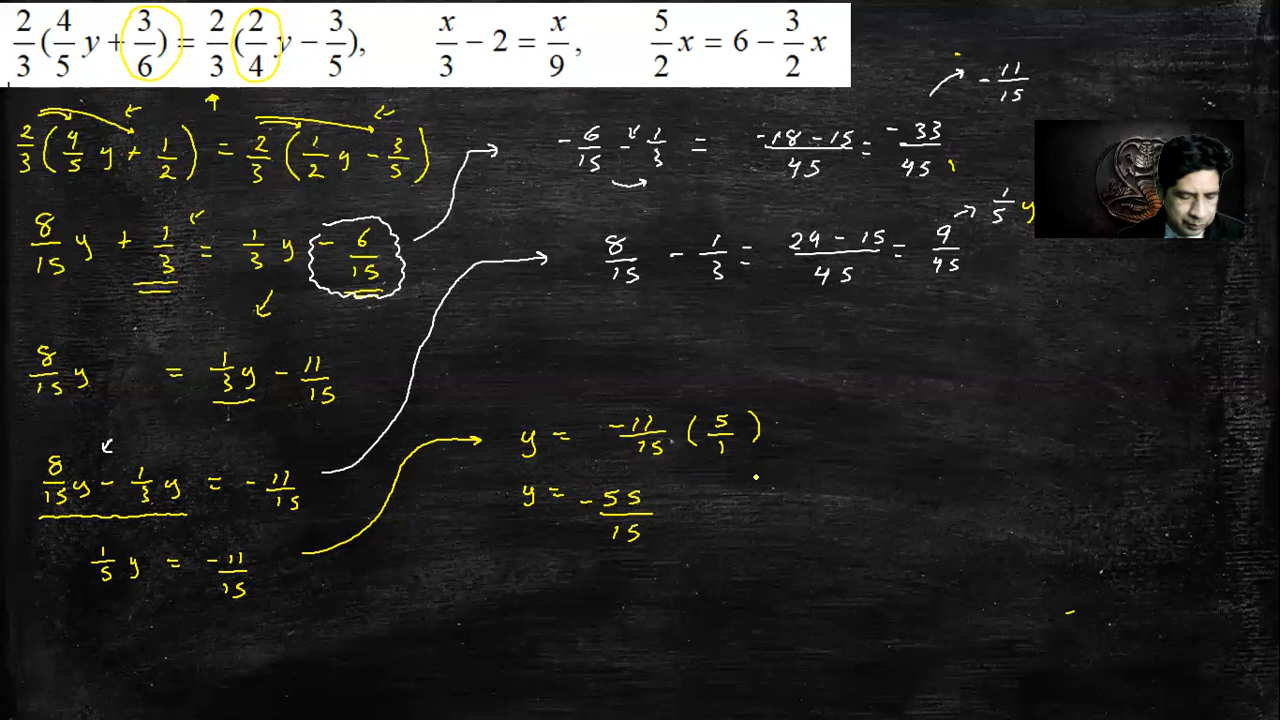 2/3(4/5 y + 3/6) = 2/3(2/4 y − 3/5), x/3 − 2 = x/9, 5/2 x = 6 − 3/2 x
2/3(4/5 y + 1/2) = 2/3(1/2 y − 3/5)
8/15 y + 1/3 = 1/3 y − 6/15
8/15 y = 1/3 y − 11/15
8/15 y − 1/3 y = − 11/15
1/5 y = −11/15
− 6/15 − 1/3 = −18−15/45 = −33/45
− 11/15
8/15 − 1/3 = 24−15/45 = 9/45
1/5 y
y = −11/15 (5/1)
y = − 55/15